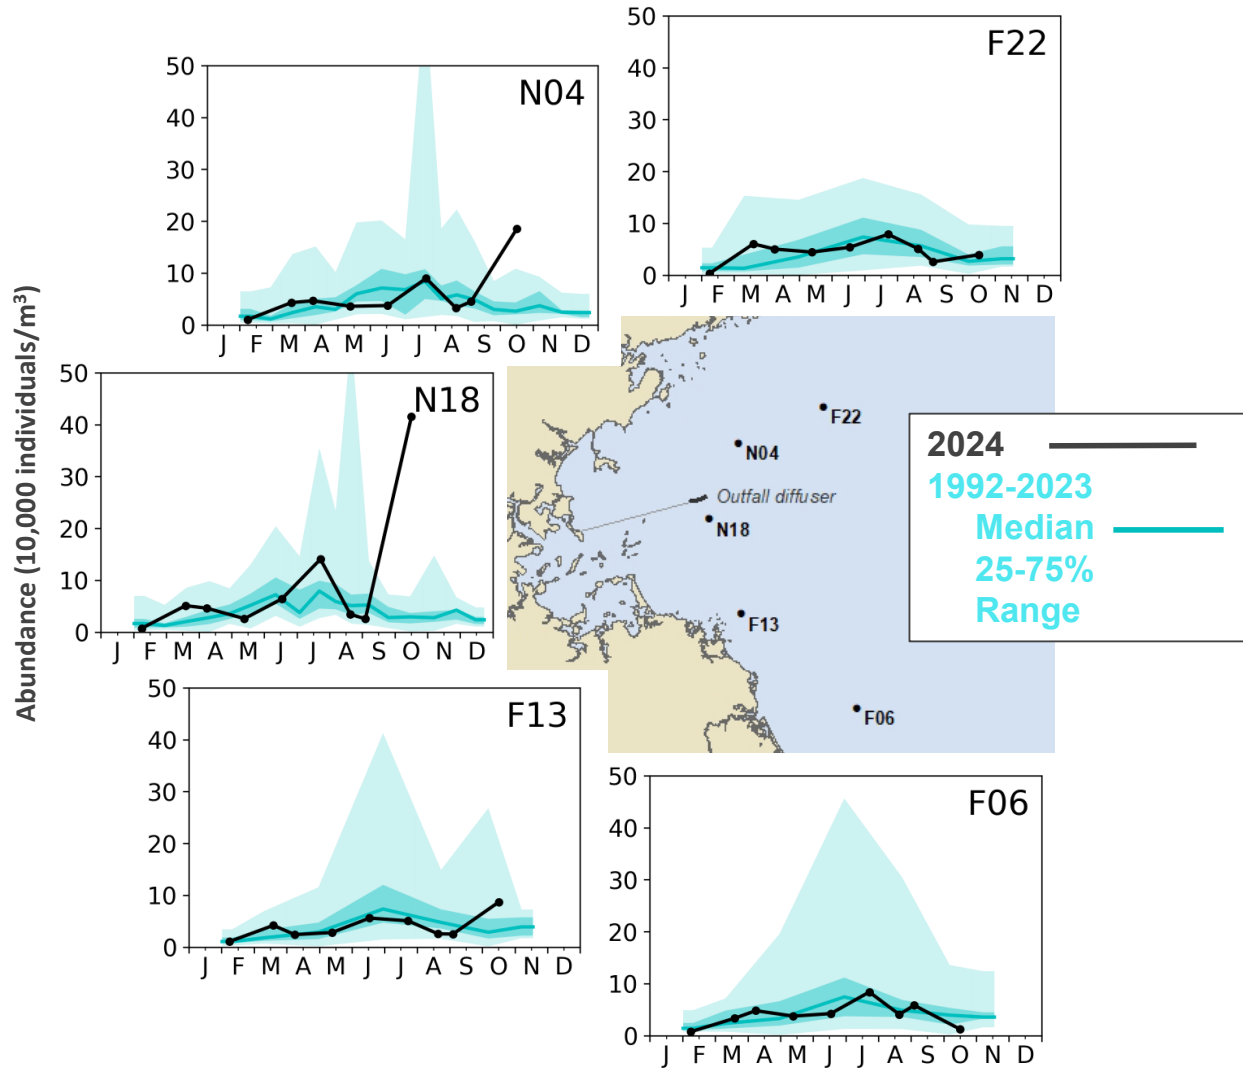 Abundance (10,000 individuals/m³)
N04
50
40
30
20
10
0
J F M A M J J A S O N D
F22
50
40
30
20
10
0
J F M A M J J A S O N D
N18
50
40
30
20
10
0
J F M A M J J A S O N D
F22
N04
Outfall diffuser
N18
F13
F06
2024
1992-2023
Median
25-75%
Range
F13
50
40
30
20
10
0
J F M A M J J A S O N D
F06
50
40
30
20
10
0
J F M A M J J A S O N D